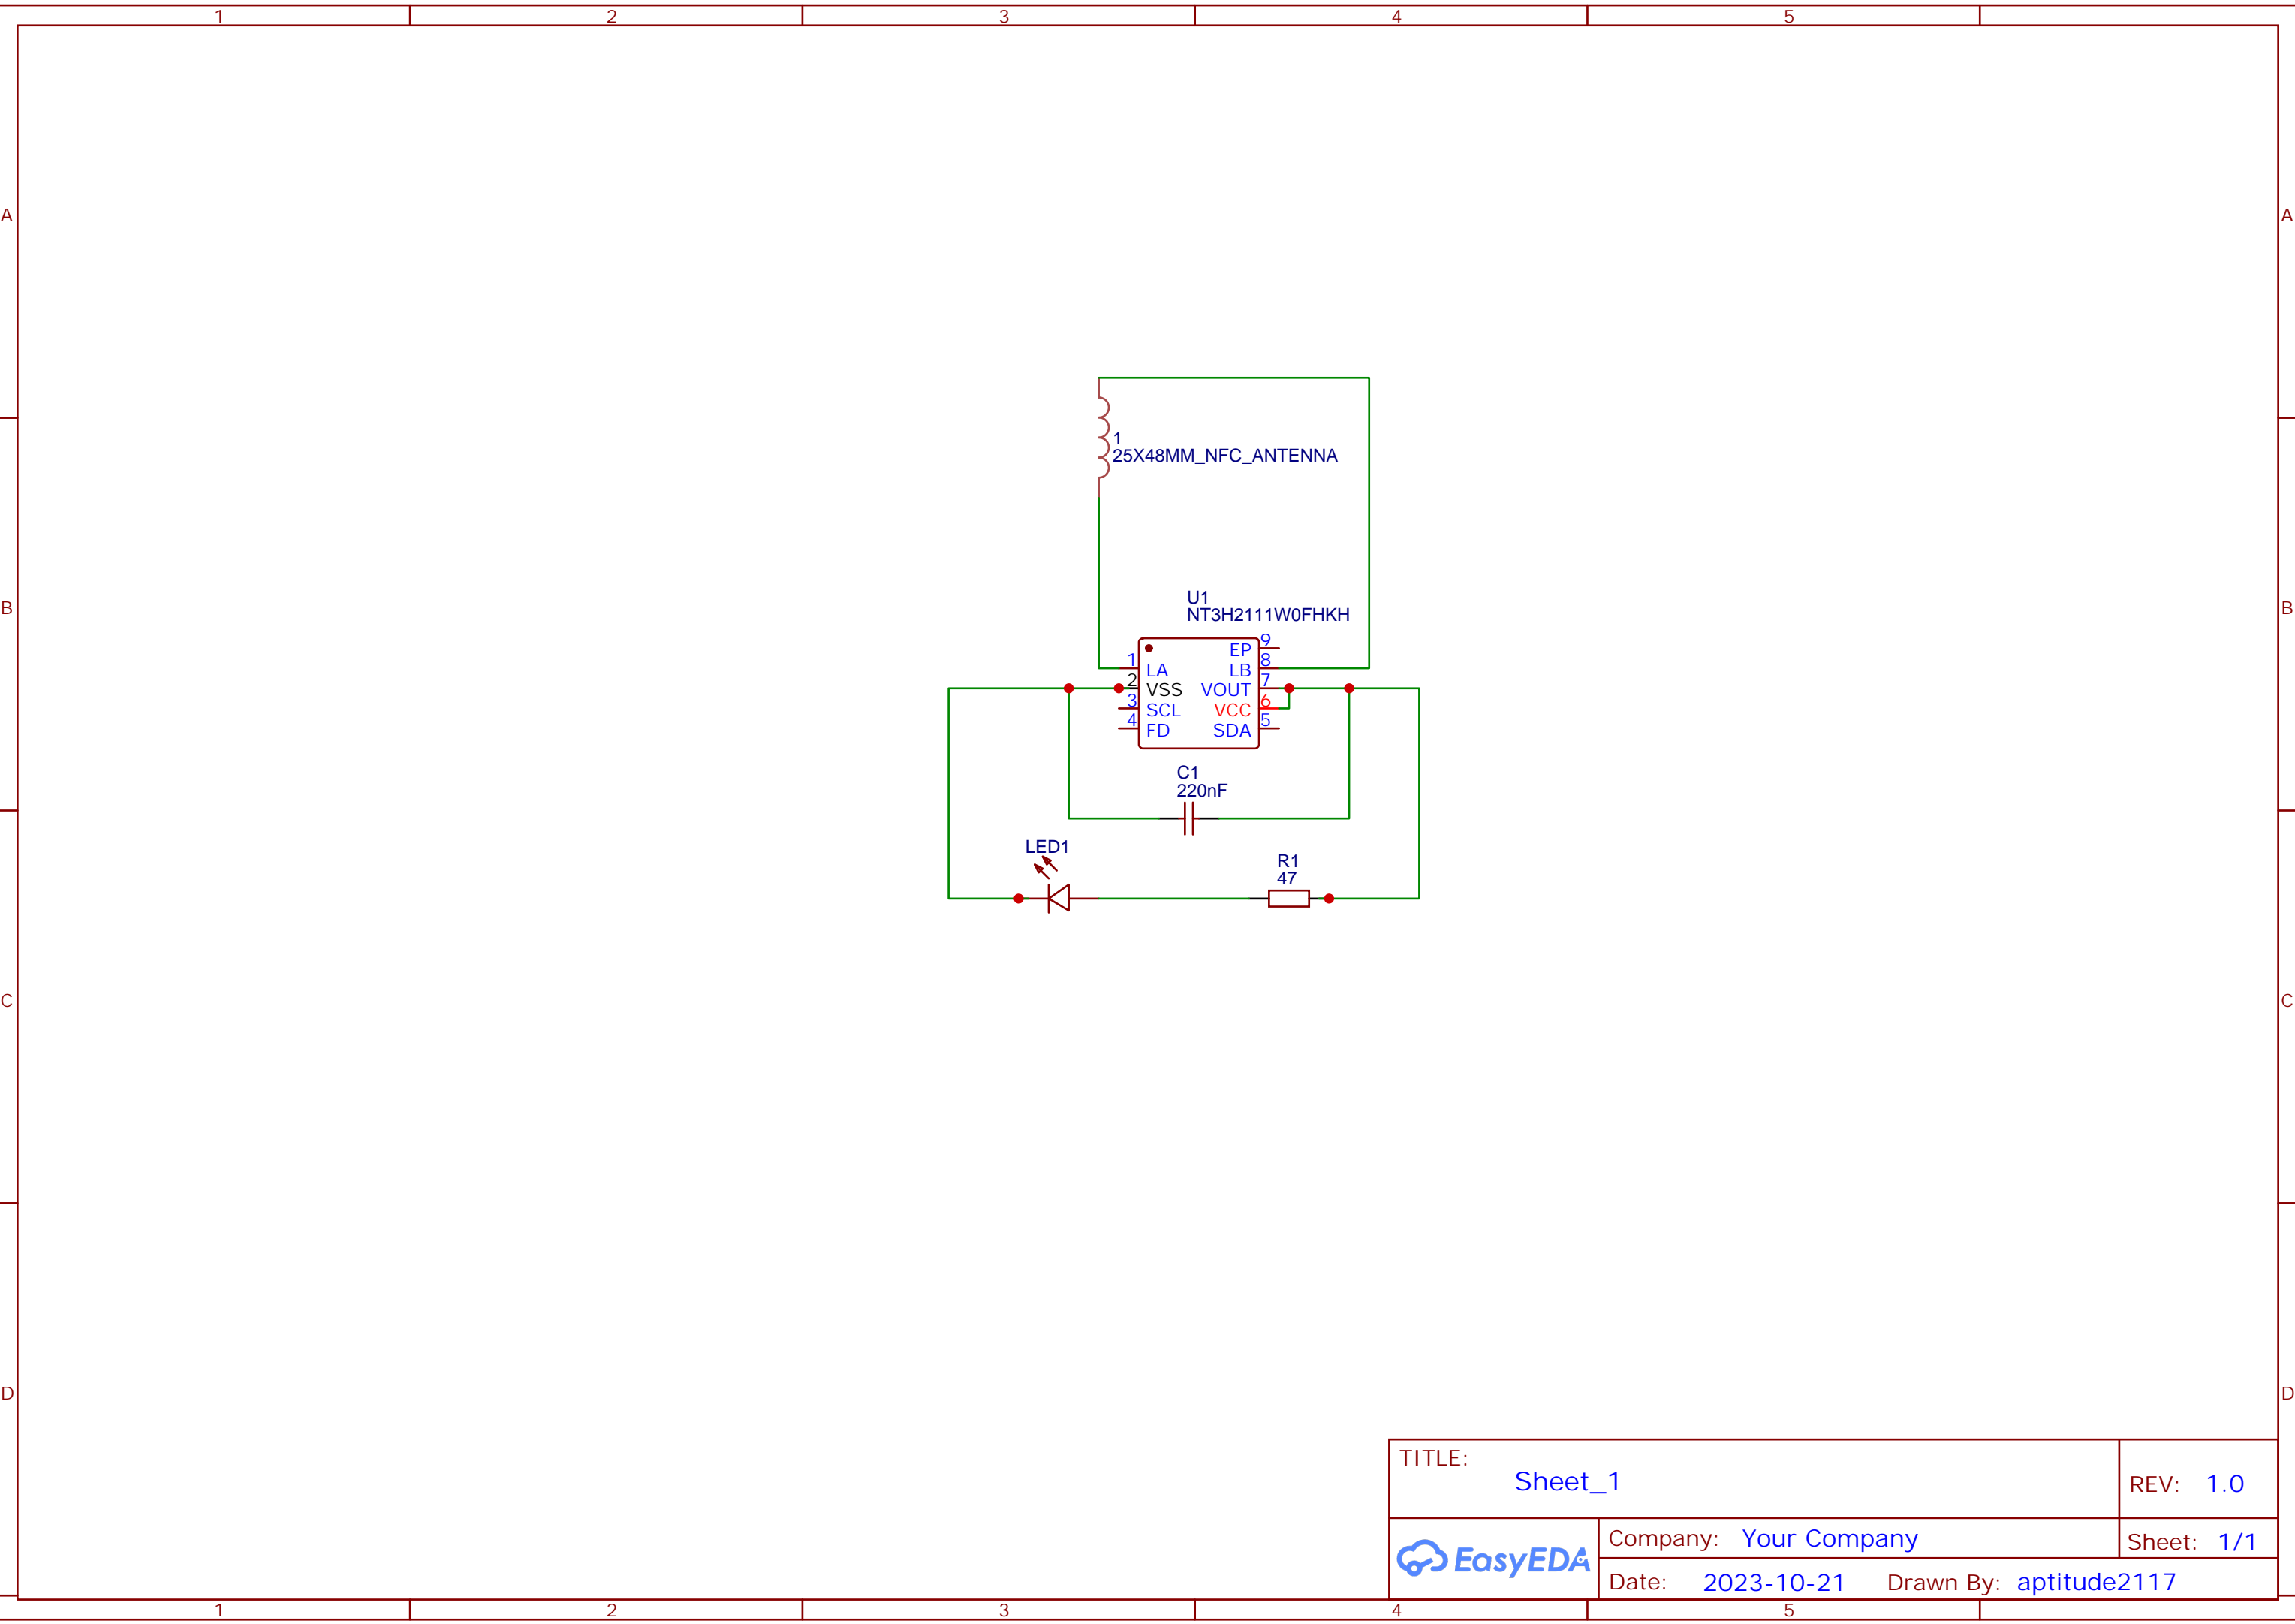 1 2 3 4 5
A A
1
25X48MM_NFC_ANTENNA
B B
U1
NT3H2111W0FHKH
EP 9
1 LA LB 8
2 VSS VOUT 7
3 SCL VCC 6
4 FD SDA 5
C1
220nF
LED1
R1
47
C C
D D
TITLE:
Sheet_1
REV: 1.0
EasyEDA
Company: Your Company
Sheet: 1/1
Date: 2023-10-21 Drawn By: aptitude2117
1 2 3 4 5